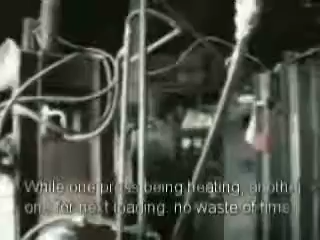 While one press being heating, another
one for next loading. no waste of time